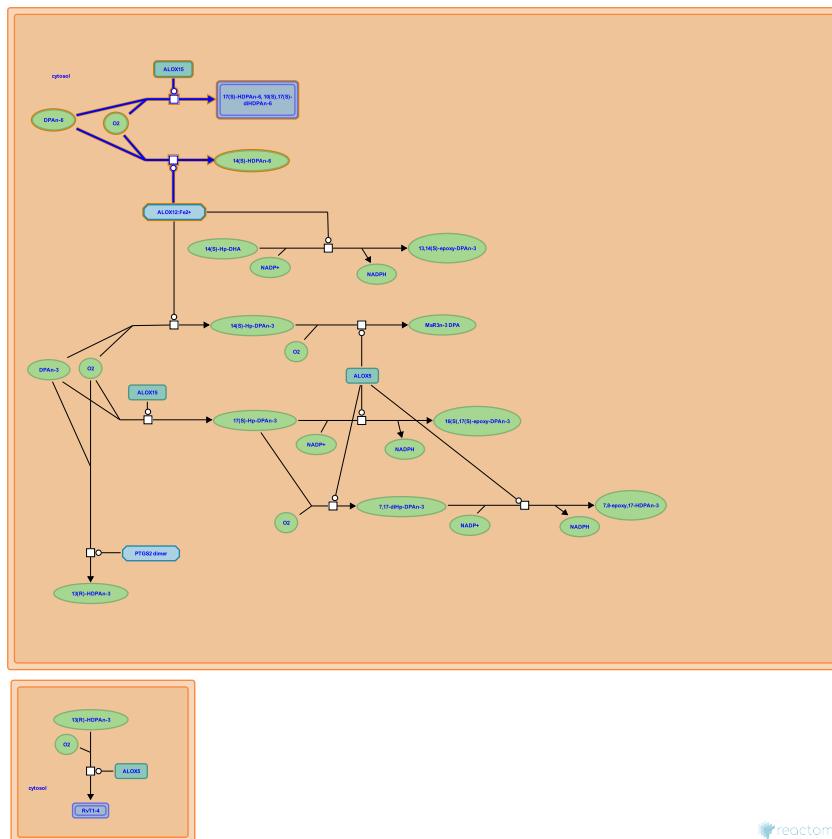 cytosol
ALOX15
17(S)-HDPAn-6, 10(S),17(S)-
diHDPAn-6
DPAn-6
O2
14(S)-HDPAn-6
ALOX12:Fe2+
14(S)-Hp-DHA
13,14(S)-epoxy-DPAn-3
NADP+
NADPH
14(S)-Hp-DPAn-3
MaR3n-3 DPA
O2
DPAn-3
O2
ALOX5
ALOX15
17(S)-Hp-DPAn-3
16(S),17(S)-epoxy-DPAn-3
NADP+
NADPH
7,17-diHp-DPAn-3
7,8-epoxy,17-HDPAn-3
O2
NADP+
NADPH
PTGS2 dimer
13(R)-HDPAn-3
13(R)-HDPAn-3
O2
ALOX5
cytosol
RvT1-4
reactom